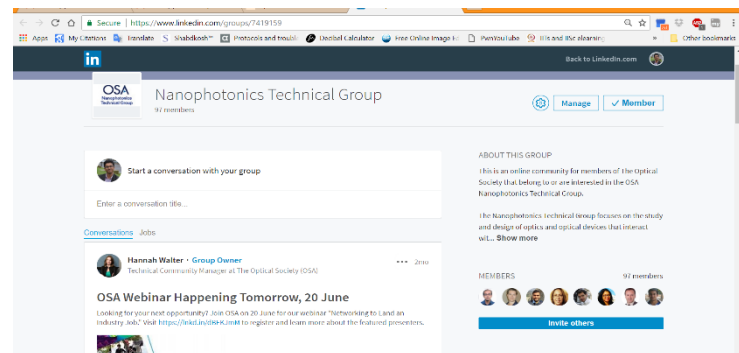 Secure | https://www.linkedin.com/groups/7419159
Apps My Citations Translate Shabdkosh Protocols and troubl Decibel Calculator Free Online Image Ed PwnYouTube IITs and IISc elearning » Other bookmarks
in Back to LinkedIn.com
OSA
Nanophotonics
Technical Group
Nanophotonics Technical Group
97 members
Manage ✓ Member
Start a conversation with your group
Enter a conversation title...
Conversations Jobs
Hannah Walter • Group Owner ••• 2mo
Technical Community Manager at The Optical Society (OSA)
OSA Webinar Happening Tomorrow, 20 June
Looking for your next opportunity? Join OSA on 20 June for our webinar "Networking to Land an
Industry Job." Visit to register and learn more about the featured presenters.
ABOUT THIS GROUP
This is an online community for members of The Optical
Society that belong to or are interested in the OSA
Nanophotonics Technical Group.
The Nanophotonics Technical Group focuses on the study
and design of optics and optical devices that interact
wit... Show more
MEMBERS 97 members
Invite others